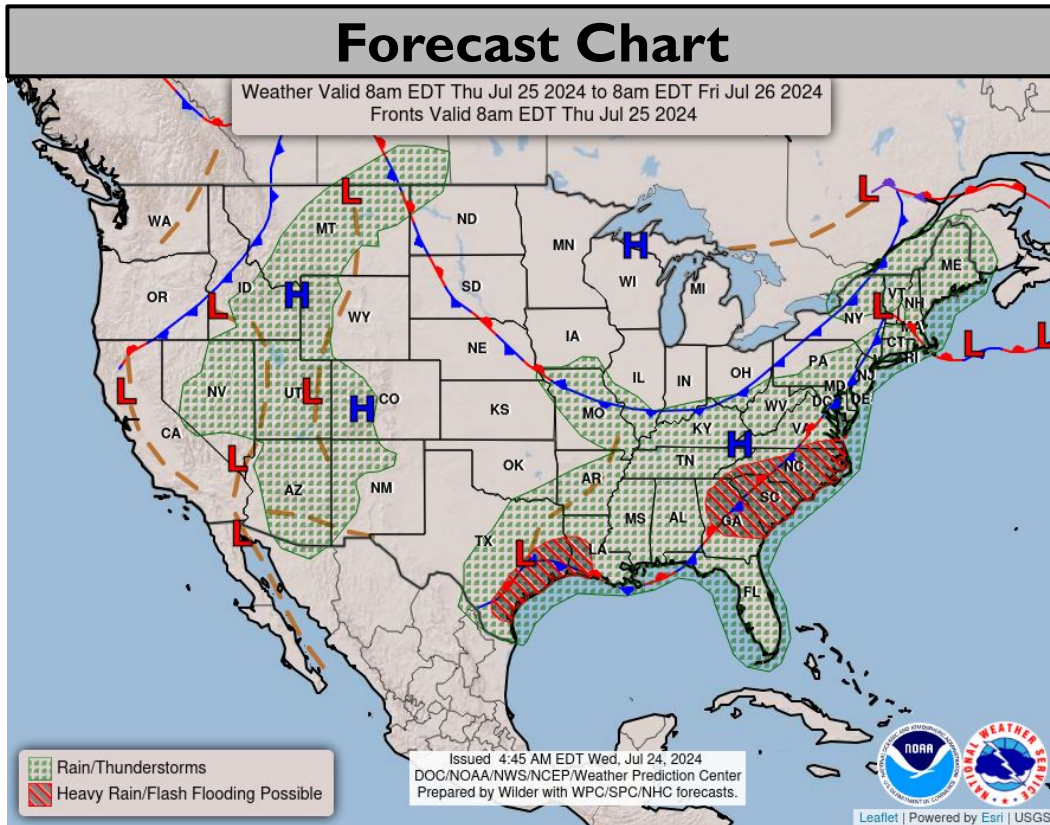 Forecast Chart
Weather Valid 8am EDT Thu Jul 25 2024 to 8am EDT Fri Jul 26 2024
Fronts Valid 8am EDT Thu Jul 25 2024
WA
MT
ND
MN
ME
L
L
H
OR
ID
H
WY
SD
WI
MI
VT
NH
L
L
NY
MA
CT
RI
L
L
NE
IA
PA
NJ
L
NV
UT
L
H
CO
KS
MO
IL
IN
OH
WV
MD
DC
DE
VA
KY
H
CA
L
AZ
NM
OK
AR
TN
NC
SC
L
TX
L
LA
MS
AL
GA
FL
Rain/Thunderstorms
Heavy Rain/Flash Flooding Possible
Issued 4:45 AM EDT Wed, Jul 24, 2024
DOC/NOAA/NWS/NCEP/Weather Prediction Center
Prepared by Wilder with WPC/SPC/NHC forecasts.
NOAA
NATIONAL WEATHER SERVICE
Leaflet | Powered by Esri | USGS